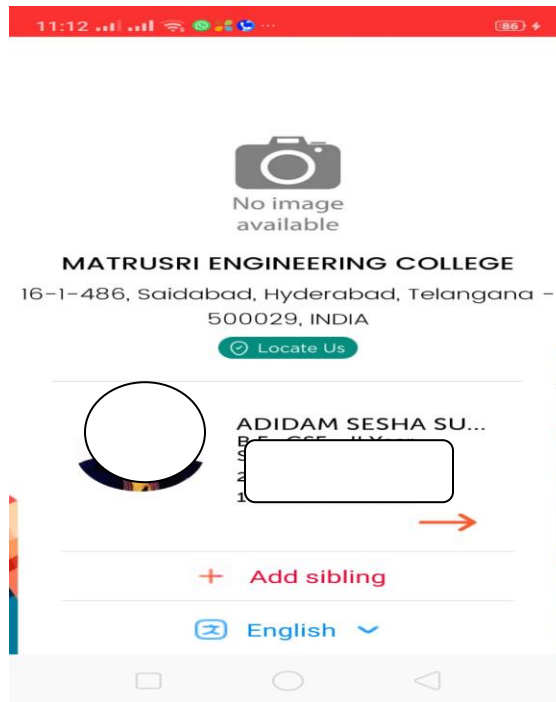 11:12
86
No image
available
MATRUSRI ENGINEERING COLLEGE
16-1-486, Saidabad, Hyderabad, Telangana -
500029, INDIA
Locate Us
ADIDAM SESHA SU...
+ Add sibling
English